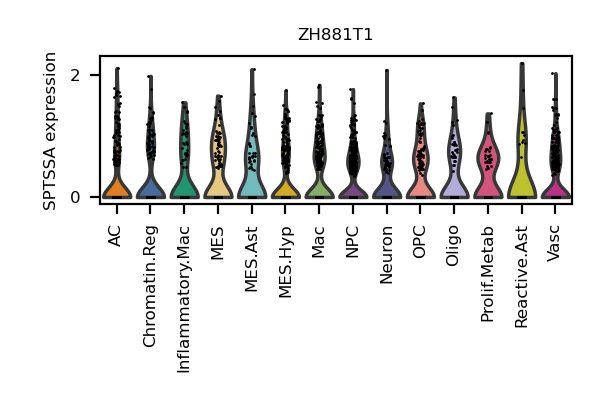 ZH881T1
SPTSSA expression
2
0
AC
Chromatin.Reg
Inflammatory.Mac
MES
MES.Ast
MES.Hyp
Mac
NPC
Neuron
OPC
Oligo
Prolif.Metab
Reactive.Ast
Vasc